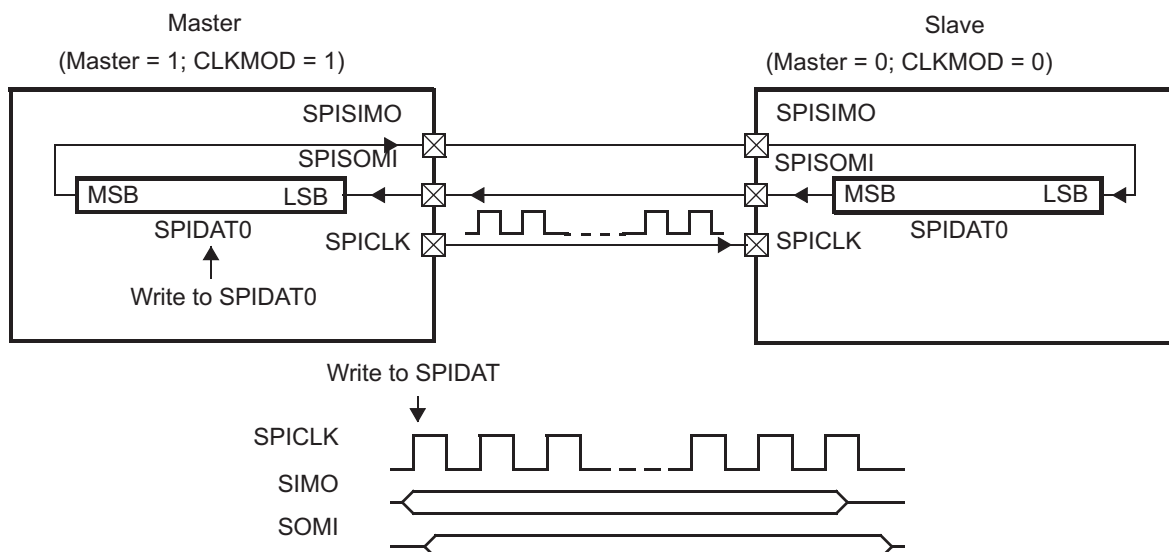 Master
(Master = 1; CLKMOD = 1)
Slave
(Master = 0; CLKMOD = 0)
SPISIMO
SPISIMO
SPISOMI
SPISOMI
MSB LSB
MSB LSB
SPIDAT0
SPIDAT0
SPICLK
SPICLK
Write to SPIDAT0
Write to SPIDAT
SPICLK
SIMO
SOMI